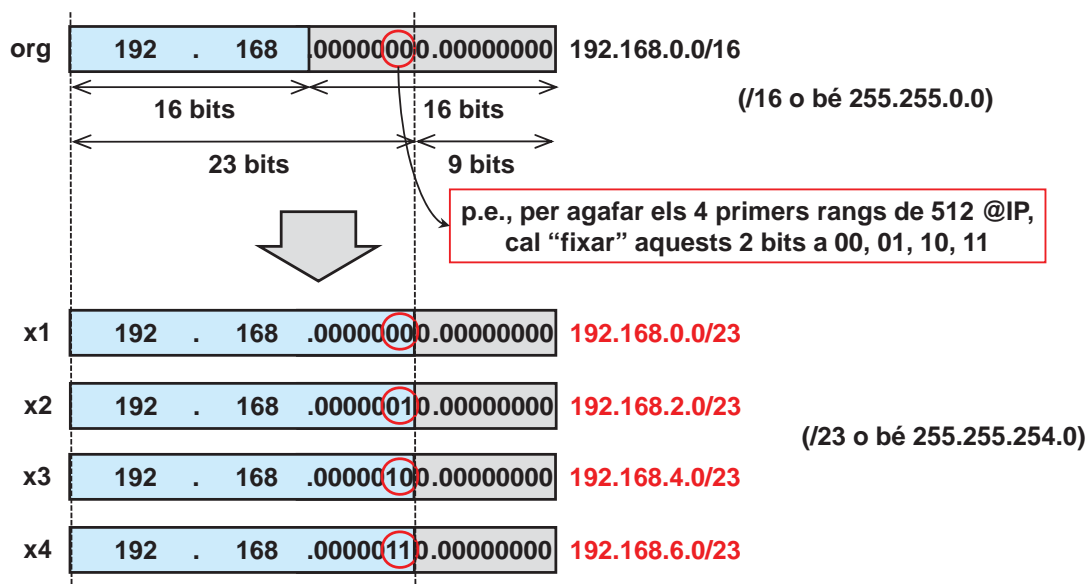 org 192 . 168 .00000000.00000000 192.168.0.0/16
(/16 o bé 255.255.0.0)
16 bits 16 bits
23 bits 9 bits
p.e., per agafar els 4 primers rangs de 512 @IP,
cal “fixar” aquests 2 bits a 00, 01, 10, 11
x1 192 . 168 .00000000.00000000 192.168.0.0/23
x2 192 . 168 .00000010.00000000 192.168.2.0/23
(/23 o bé 255.255.254.0)
x3 192 . 168 .00000100.00000000 192.168.4.0/23
x4 192 . 168 .00000110.00000000 192.168.6.0/23